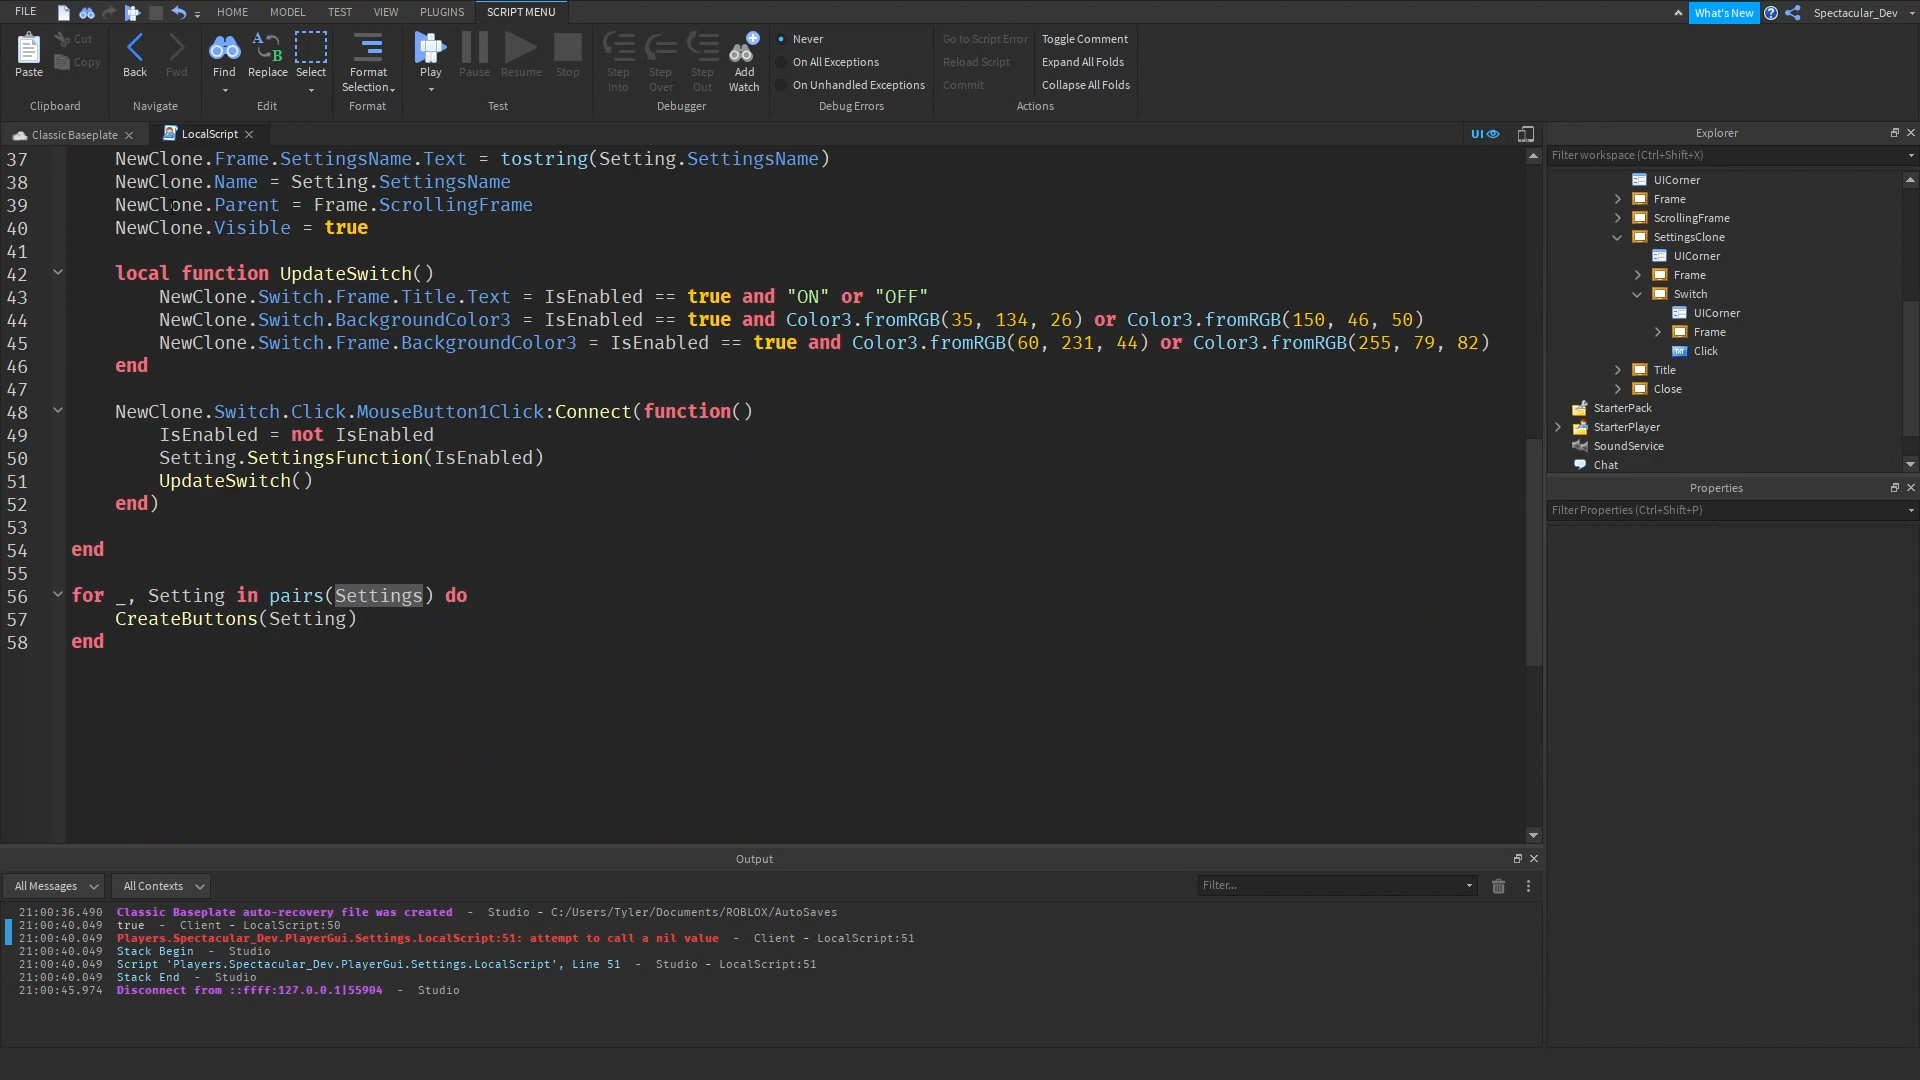 FILE HOME MODEL TEST VIEW PLUGINS SCRIPT MENU What's New Spectacular_Dev
Paste Cut Copy Back Fwd Find Replace Select Format Selection Play Pause Resume Stop Step Into Step Over Step Out Add Watch
Never
On All Exceptions
On Unhandled Exceptions
Go to Script Error
Reload Script
Commit
Toggle Comment
Expand All Folds
Collapse All Folds
Clipboard Navigate Edit Format Test Debugger Debug Errors Actions
Classic Baseplate LocalScript UI
37 NewClone.Frame.SettingsName.Text = tostring(Setting.SettingsName)
38 NewClone.Name = Setting.SettingsName
39 NewClone.Parent = Frame.ScrollingFrame
40 NewClone.Visible = true
41
42 local function UpdateSwitch()
43 NewClone.Switch.Frame.Title.Text = IsEnabled == true and "ON" or "OFF"
44 NewClone.Switch.BackgroundColor3 = IsEnabled == true and Color3.fromRGB(35, 134, 26) or Color3.fromRGB(150, 46, 50)
45 NewClone.Switch.Frame.BackgroundColor3 = IsEnabled == true and Color3.fromRGB(60, 231, 44) or Color3.fromRGB(255, 79, 82)
46 end
47
48 NewClone.Switch.Click.MouseButton1Click:Connect(function()
49 IsEnabled = not IsEnabled
50 Setting.SettingsFunction(IsEnabled)
51 UpdateSwitch()
52 end)
53
54 end
55
56 for _, Setting in pairs(Settings) do
57 CreateButtons(Setting)
58 end
Explorer
Filter workspace (Ctrl+Shift+X)
UICorner
Frame
ScrollingFrame
SettingsClone
UICorner
Frame
Switch
UICorner
Frame
Click
Title
Close
StarterPack
StarterPlayer
SoundService
Chat
Properties
Filter Properties (Ctrl+Shift+P)
Output
All Messages All Contexts Filter...
21:00:36.490 Classic Baseplate auto-recovery file was created - Studio - C:/Users/Tyler/Documents/ROBLOX/AutoSaves
21:00:40.049 true - Client - LocalScript:50
21:00:40.049 Players.Spectacular_Dev.PlayerGui.Settings.LocalScript:51: attempt to call a nil value - Client - LocalScript:51
21:00:40.049 Stack Begin - Studio
21:00:40.049 Script 'Players.Spectacular_Dev.PlayerGui.Settings.LocalScript', Line 51 - Studio - LocalScript:51
21:00:40.049 Stack End - Studio
21:00:45.974 Disconnect from ::ffff:127.0.0.1|55904 - Studio